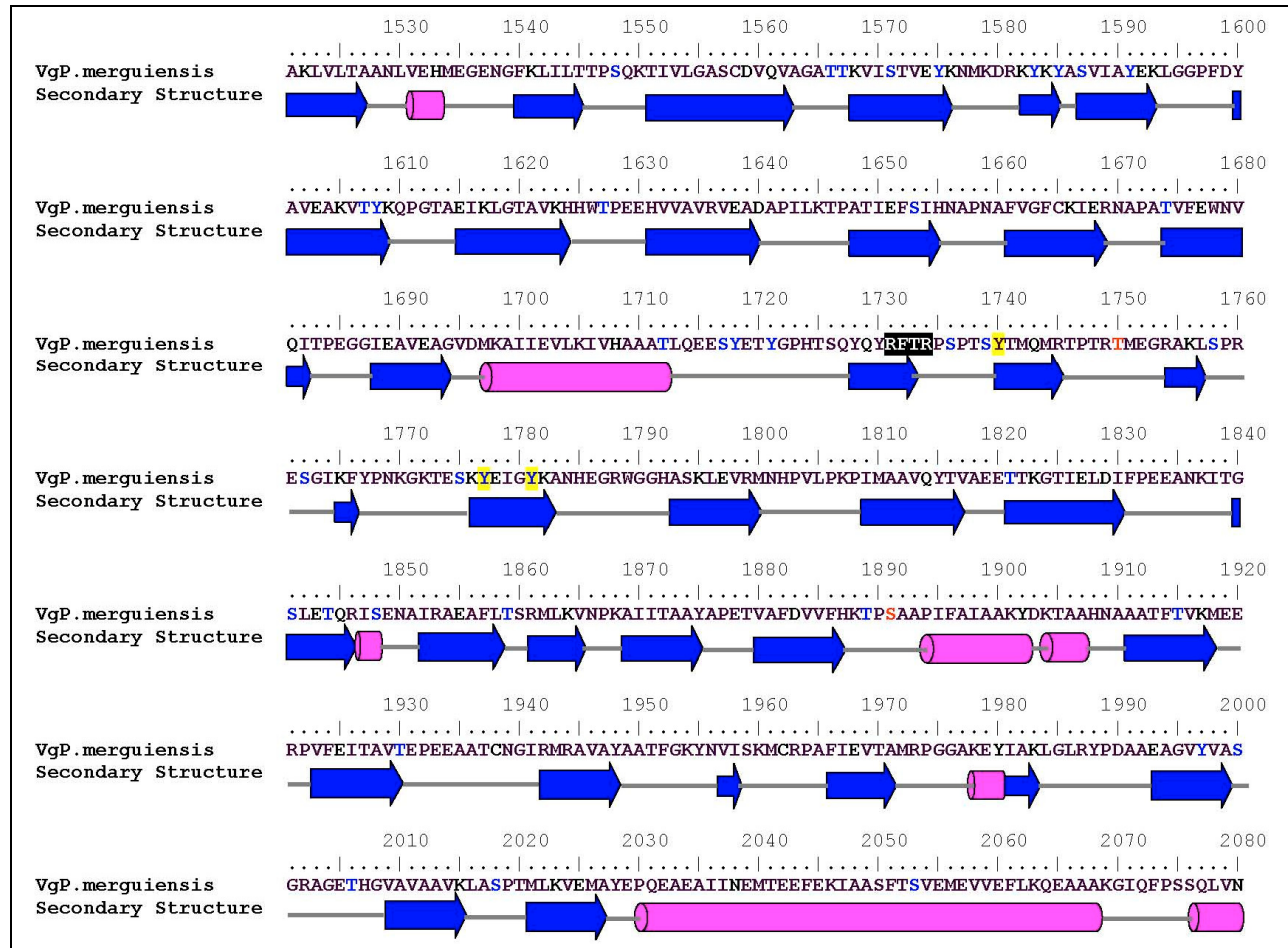 1530 1540 1550 1560 1570 1580 1590 1600
VgP.merguiensis AKLVLTAANLVEHMEGENGFKLILTTPSQKTIVLGASCDVQVAGATTKVISTVEYKNMKDRKYKYASVIAYEKLGGPFDY
Secondary Structure
1610 1620 1630 1640 1650 1660 1670 1680
VgP.merguiensis AVEAKVTYKQPGTAEIKLGTAVKHHWTPEEHVVAVRVEADAPILKTPATIEFSIHNAPNAFVGFCKIERNAPATVFEWNV
Secondary Structure
1690 1700 1710 1720 1730 1740 1750 1760
VgP.merguiensis QITPEGGIEAVEAGVDMKAIIEVLKIVHAAATLQEESYETYGPHTSQYQYRFTRPSPTSYTMQMRTPTRTMEGRAKLSPR
Secondary Structure
1770 1780 1790 1800 1810 1820 1830 1840
VgP.merguiensis ESGIKFYPNKGKTESKYEIGYKANHEGRWGGHASKLEVRMNHPVLPKPIMAAVQYTVAEETTKGTIELDIFPEEANKITG
Secondary Structure
1850 1860 1870 1880 1890 1900 1910 1920
VgP.merguiensis SLETQRISENAIRAEAFLTSRMLKVNPKAIITAAYAPETVAFDVVFHKTPSAAPIFAIAAKYDKTAAHNAAATFTVKMEE
Secondary Structure
1930 1940 1950 1960 1970 1980 1990 2000
VgP.merguiensis RPVFEITAVTEPEEAATCNGIRMRAVAYAATFGKYNVISKMCRPAFIEVTAMRPGGAKEYIAKLGLRYPDAAEAGVYVAS
Secondary Structure
2010 2020 2030 2040 2050 2060 2070 2080
VgP.merguiensis GRAGETHGVAVAAVKLASPTMLKVEMAYEPQEAEAIINEMTEEFEKIAASFTSVEMEVVEFLKQEAAAKGIQFPSSQLVN
Secondary Structure